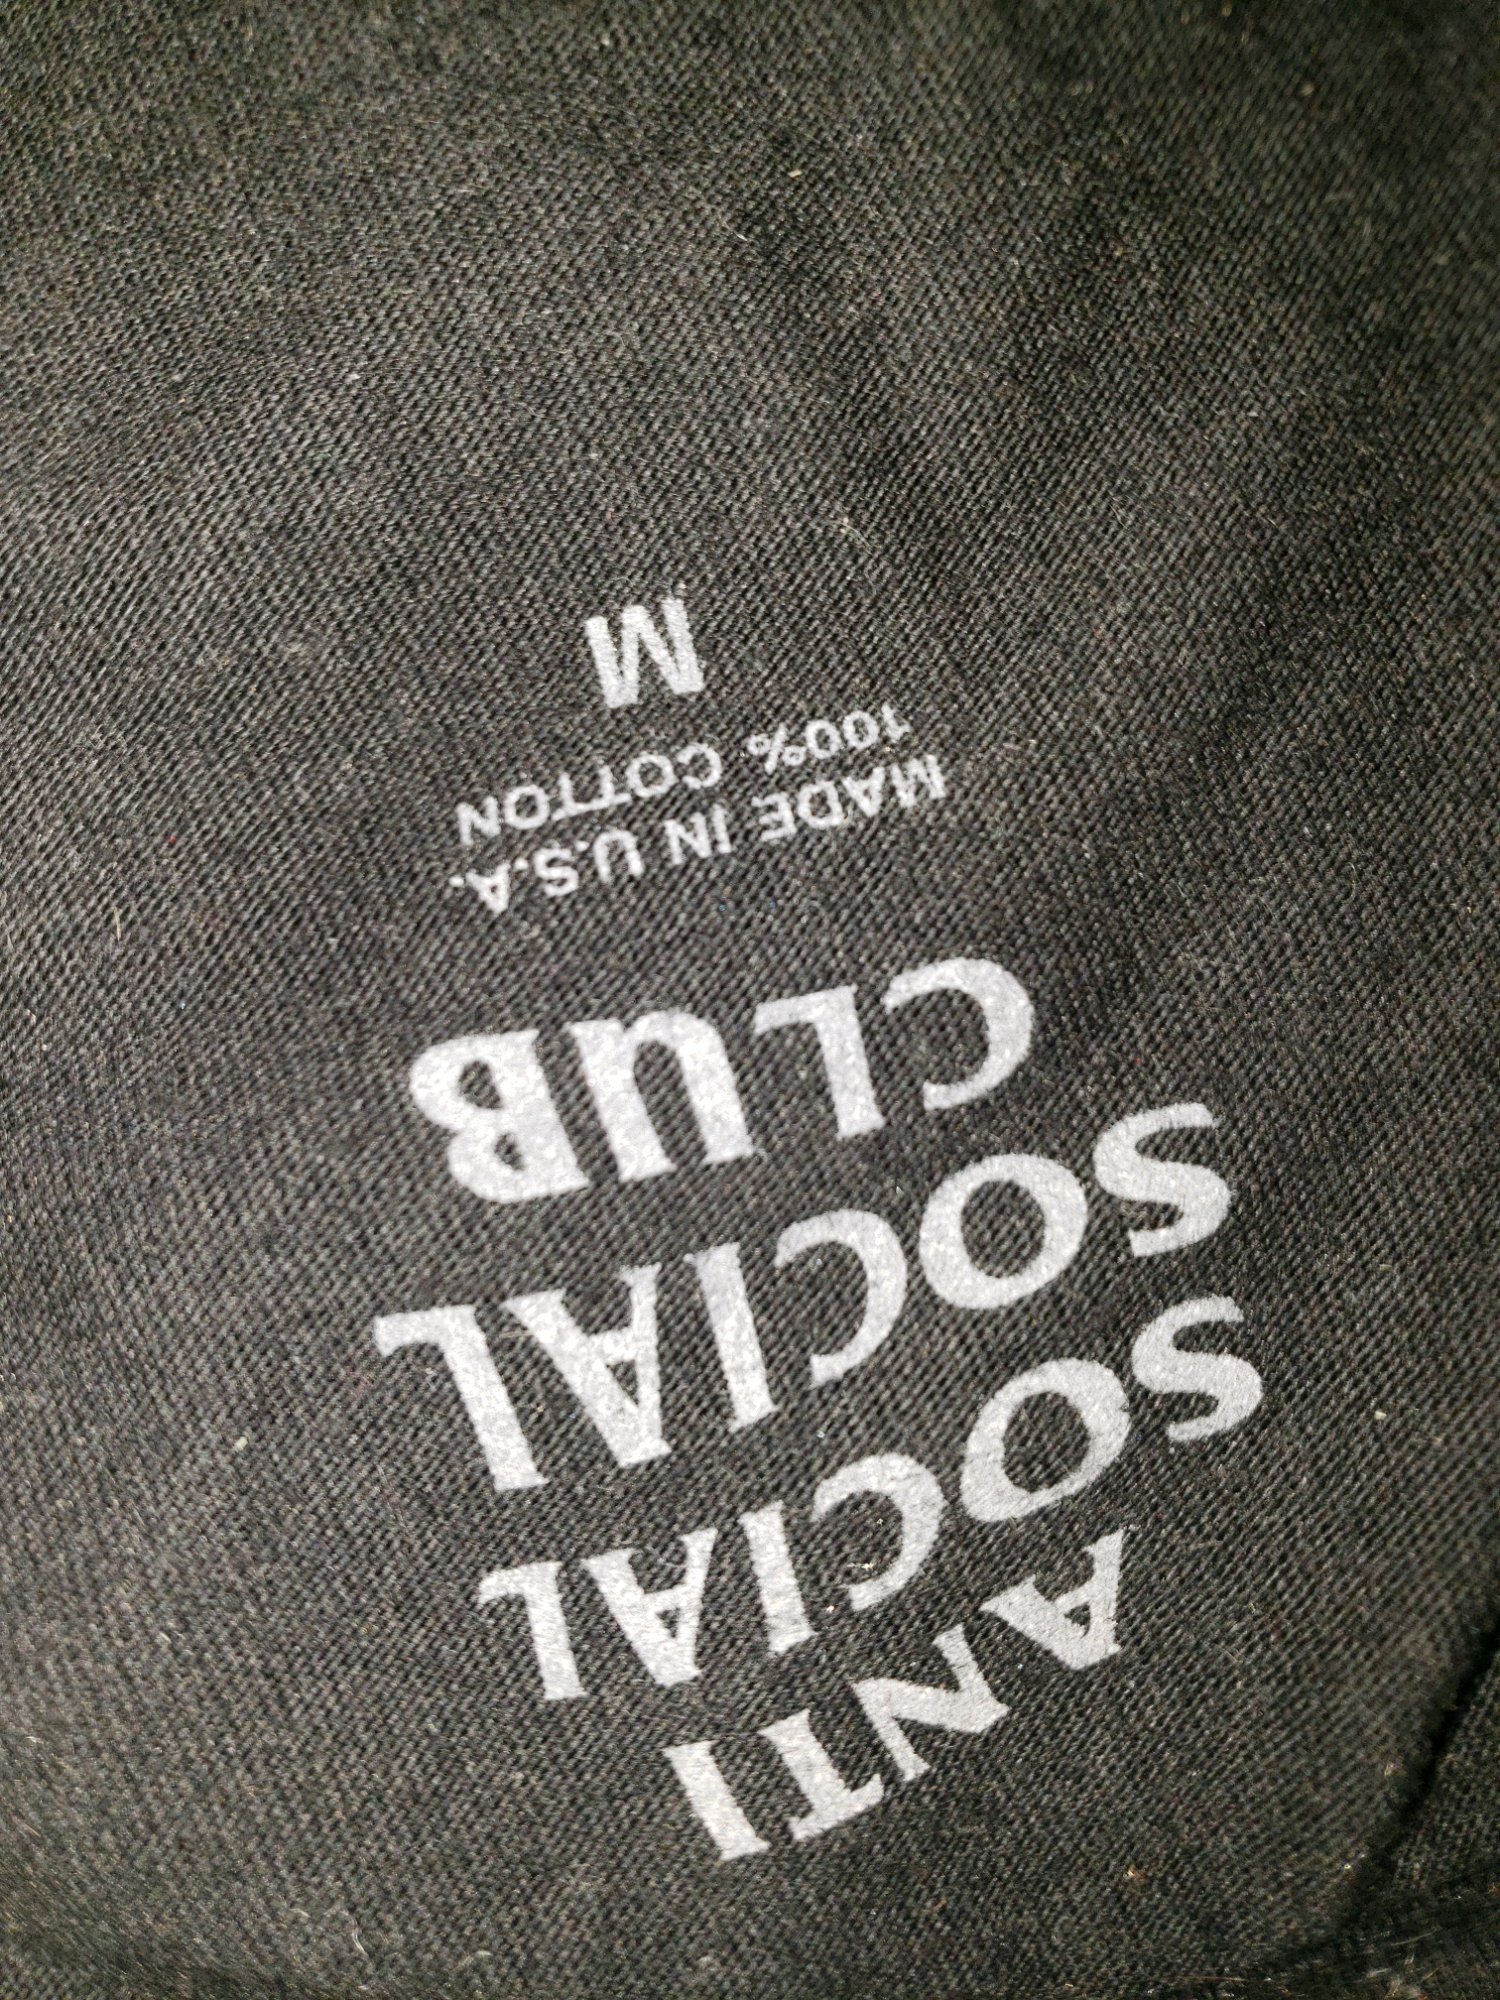 ANTI
SOCIAL
SOCIAL
CLUB
MADE IN U.S.A.
100% COTTON
M